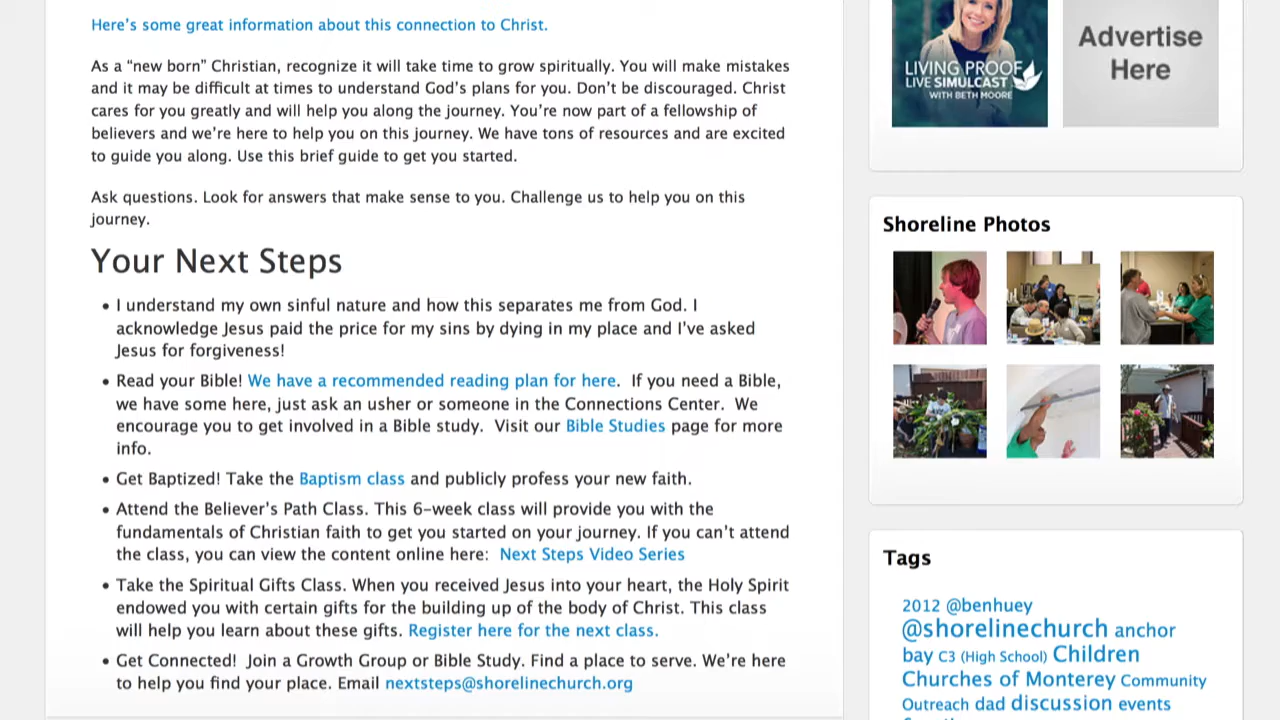 Here's some great information about this connection to Christ.
As a “new born” Christian, recognize it will take time to grow spiritually. You will make mistakes
and it may be difficult at times to understand God's plans for you. Don't be discouraged. Christ
cares for you greatly and will help you along the journey. You're now part of a fellowship of
believers and we're here to help you on this journey. We have tons of resources and are excited
to guide you along. Use this brief guide to get you started.
Ask questions. Look for answers that make sense to you. Challenge us to help you on this
journey.
Your Next Steps
• I understand my own sinful nature and how this separates me from God. I
acknowledge Jesus paid the price for my sins by dying in my place and I've asked
Jesus for forgiveness!
• Read your Bible! We have a recommended reading plan for here. If you need a Bible,
we have some here, just ask an usher or someone in the Connections Center. We
encourage you to get involved in a Bible study. Visit our Bible Studies page for more
info.
• Get Baptized! Take the Baptism class and publicly profess your new faith.
• Attend the Believer's Path Class. This 6-week class will provide you with the
fundamentals of Christian faith to get you started on your journey. If you can't attend
the class, you can view the content online here: Next Steps Video Series
• Take the Spiritual Gifts Class. When you received Jesus into your heart, the Holy Spirit
endowed you with certain gifts for the building up of the body of Christ. This class
will help you learn about these gifts. Register here for the next class.
• Get Connected! Join a Growth Group or Bible Study. Find a place to serve. We're here
to help you find your place. Email nextsteps@shorelinechurch.org
LIVING PROOF
LIVE SIMULCAST
WITH BETH MOORE
Advertise
Here
Shoreline Photos
Tags
2012 @benhuey
@shorelinechurch anchor
bay C3 (High School) Children
Churches of Monterey Community
Outreach dad discussion events